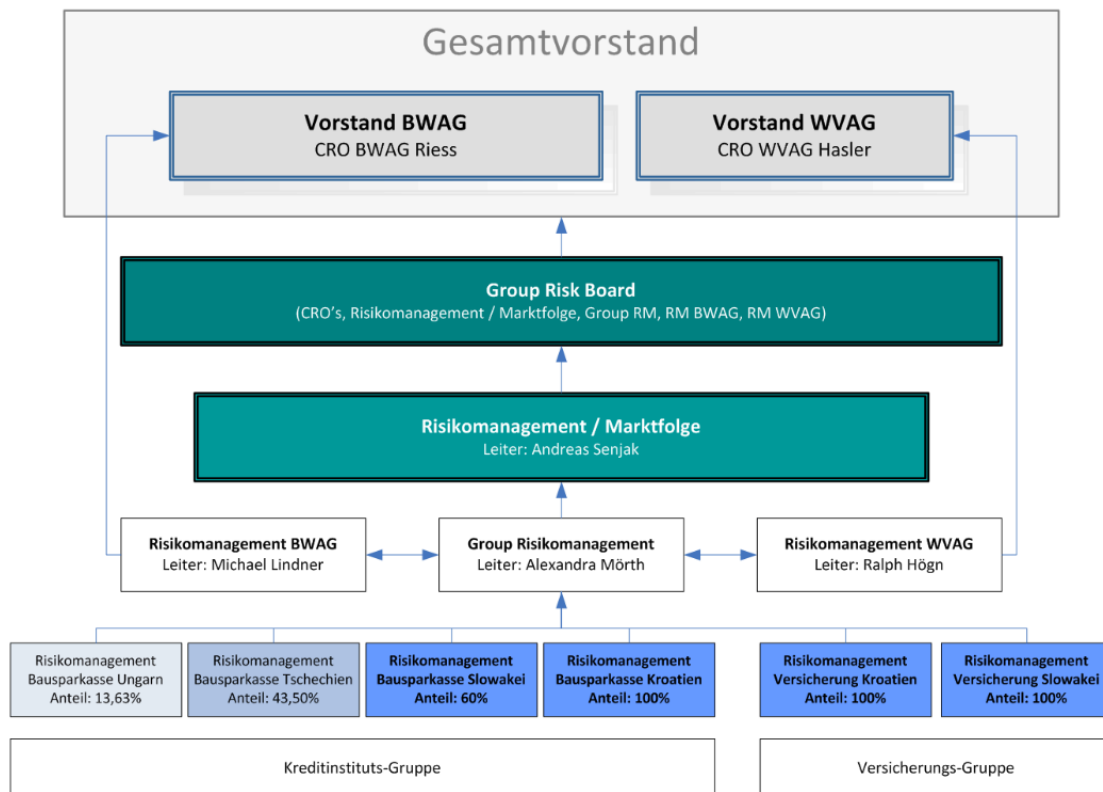 Gesamtvorstand
Vorstand BWAG
CRO BWAG Riess
Vorstand WVAG
CRO WVAG Hasler
Group Risk Board
(CRO's, Risikomanagement / Marktfolge, Group RM, RM BWAG, RM WVAG)
Risikomanagement / Marktfolge
Leiter: Andreas Senjak
Risikomanagement BWAG
Leiter: Michael Lindner
Group Risikomanagement
Leiter: Alexandra Mörth
Risikomanagement WVAG
Leiter: Ralph Högn
Risikomanagement
Bausparkasse Ungarn
Anteil: 13,63%
Risikomanagement
Bausparkasse Tschechien
Anteil: 43,50%
Risikomanagement
Bausparkasse Slowakei
Anteil: 60%
Risikomanagement
Bausparkasse Kroatien
Anteil: 100%
Risikomanagement
Versicherung Kroatien
Anteil: 100%
Risikomanagement
Versicherung Slowakei
Anteil: 100%
Kreditinstituts-Gruppe
Versicherungs-Gruppe